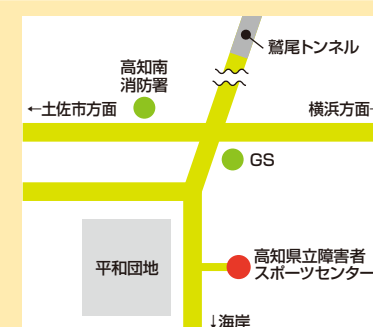 鷲尾トンネル
高知南
消防署
←土佐市方面
横浜方面
GS
平和団地
高知県立障害者
スポーツセンター
↓海岸